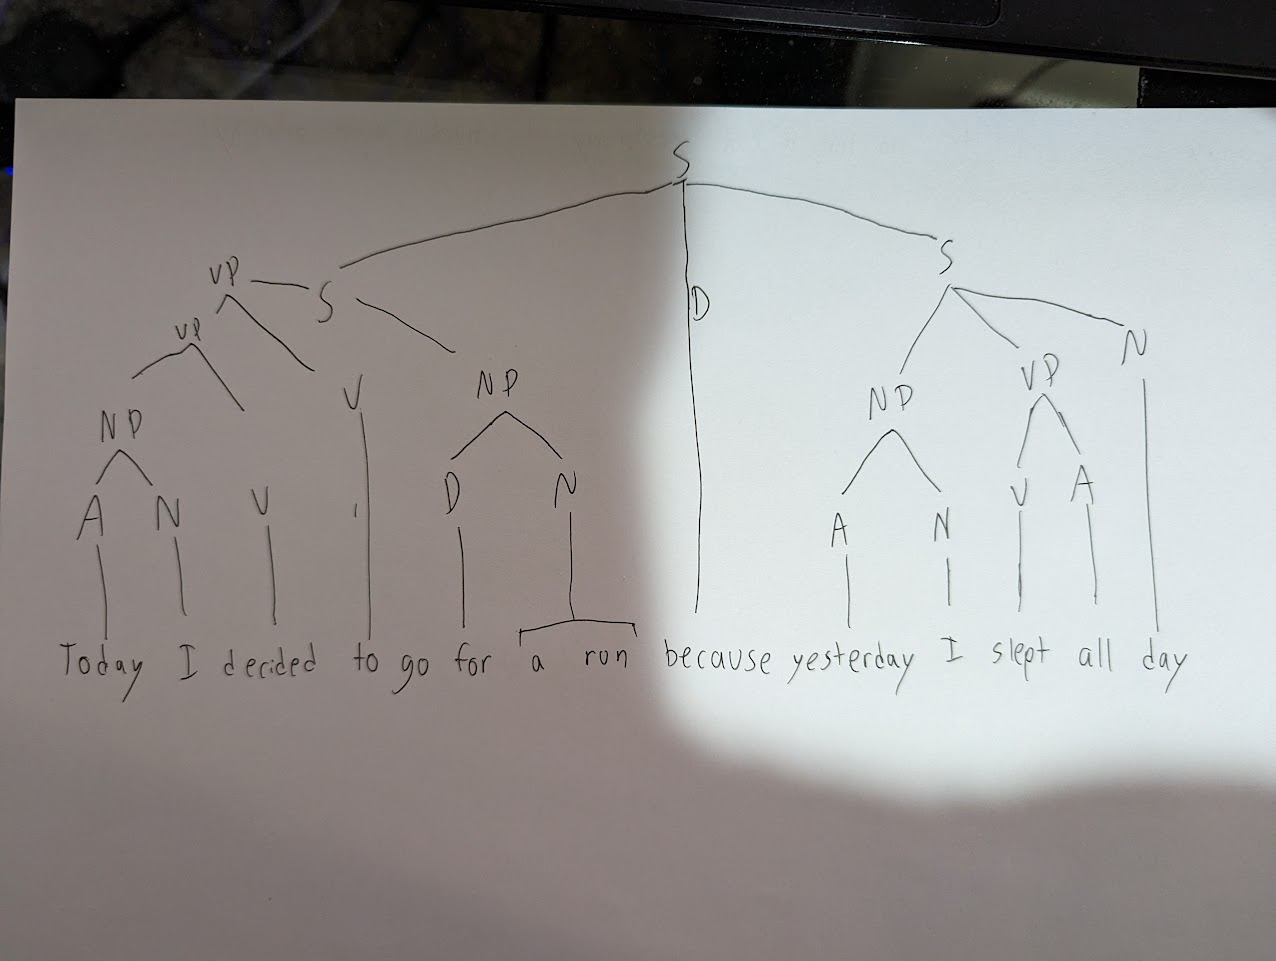 S
VP S S
VP D N
V NP NP VP
NP D N V A
A N V A N
Today I decided to go for a run because yesterday I slept all day